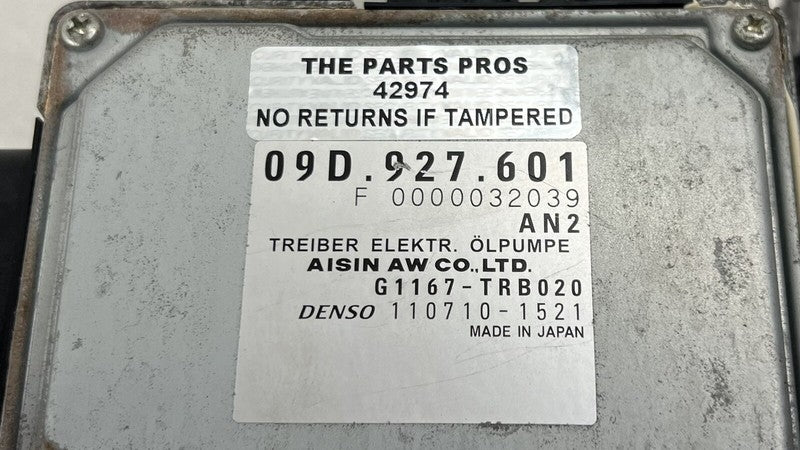 THE PARTS PROS
42974
NO RETURNS IF TAMPERED
09D.927.601
F 0000032039
AN2
TREIBER ELEKTR. ÖLPUMPE
AISIN AW CO.,LTD.
G1167-TRB020
DENSO 110710-1521
MADE IN JAPAN